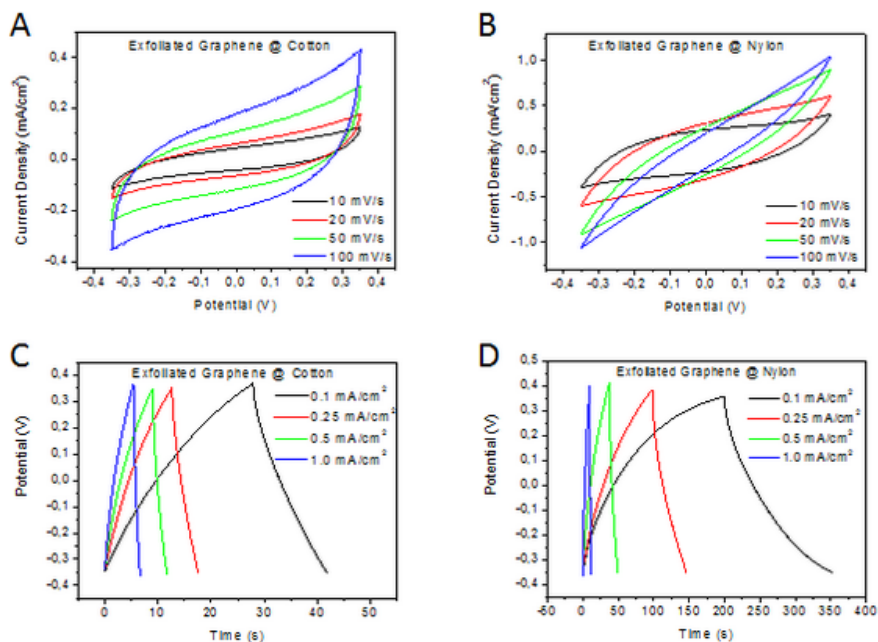 A
Exfoliated Graphene @ Cotton
0,4
0,2
0,0
-0,2
-0,4
Current Density (mA/cm²)
10 mV/s
20 mV/s
50 mV/s
100 mV/s
-0,4 -0,3 -0,2 -0,1 0,0 0,1 0,2 0,3 0,4
Potential (V)
B
Exfoliated Graphene @ Nylon
1,0
0,5
0,0
-0,5
-1,0
Current Density (mA/cm²)
10 mV/s
20 mV/s
50 mV/s
100 mV/s
-0,4 -0,3 -0,2 -0,1 0,0 0,1 0,2 0,3 0,4
Potential (V)
C
Exfoliated Graphene @ Cotton
0,4
0,3
0,2
0,1
0,0
-0,1
-0,2
-0,3
-0,4
Potential (V)
0.1 mA/cm²
0.25 mA/cm²
0.5 mA/cm²
1.0 mA/cm²
0 10 20 30 40 50
Time (s)
D
Exfoliated Graphene @ Nylon
0,5
0,4
0,3
0,2
0,1
0,0
-0,1
-0,2
-0,3
-0,4
Potential (V)
0.1 mA/cm²
0.25 mA/cm²
0.5 mA/cm²
1.0 mA/cm²
-50 0 50 100 150 200 250 300 350 400
Time (s)